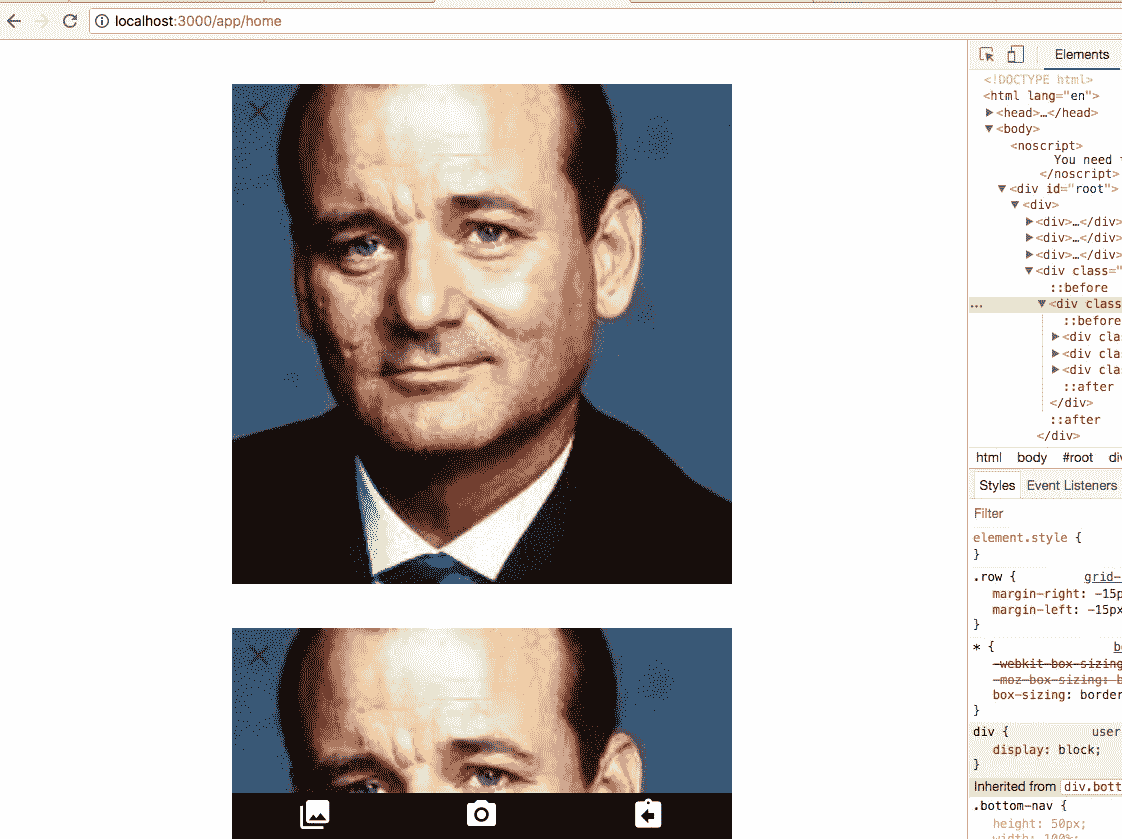 localhost:3000/app/home
Elements
<!DOCTYPE html>
<html lang="en">
<head>…</head>
<body>
<noscript>
You need
</noscript>
<div id="root">
<div>
<div>…</div>
<div>…</div>
<div>…</div>
<div class="
::before
… <div class
::before
<div cla
<div cla
<div cla
::after
</div>
::after
</div>
html body #root div
Styles Event Listeners
Filter
element.style {
}
.row { grid-
margin-right: -15p
margin-left: -15px
}
* {
-webkit-box-sizing
-moz-box-sizing: b
box-sizing: border
}
div { user
display: block;
}
Inherited from div.bott
.bottom-nav {
height: 50px;
width: 100%;